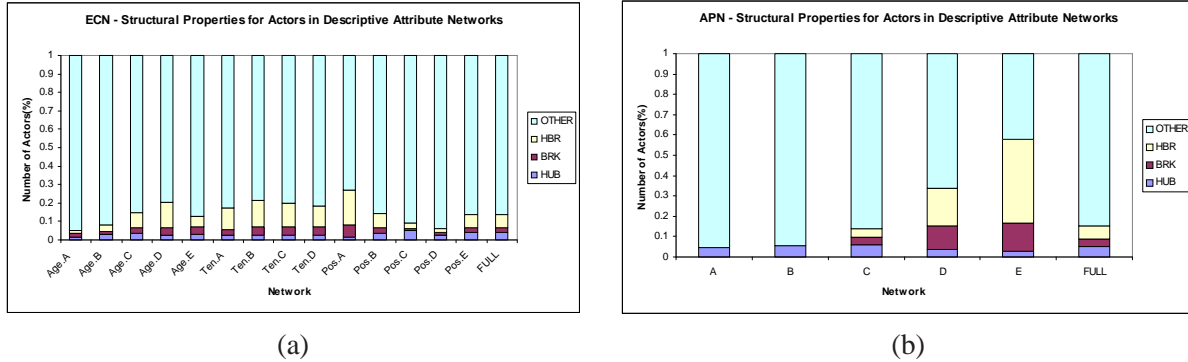 ECN - Structural Properties for Actors in Descriptive Attribute Networks
Number of Actors(%)
1
0.9
0.8
0.7
0.6
0.5
0.4
0.3
0.2
0.1
0
Age.A
Age.B
Age.C
Age.D
Age.E
Ten.A
Ten.B
Ten.C
Ten.D
Pos.A
Pos.B
Pos.C
Pos.D
Pos.E
FULL
Network
OTHER
HBR
BRK
HUB
(a)
APN - Structural Properties for Actors in Descriptive Attribute Networks
Number of Actors(%)
1
0.9
0.8
0.7
0.6
0.5
0.4
0.3
0.2
0.1
0
A
B
C
D
E
FULL
Network
OTHER
HBR
BRK
HUB
(b)